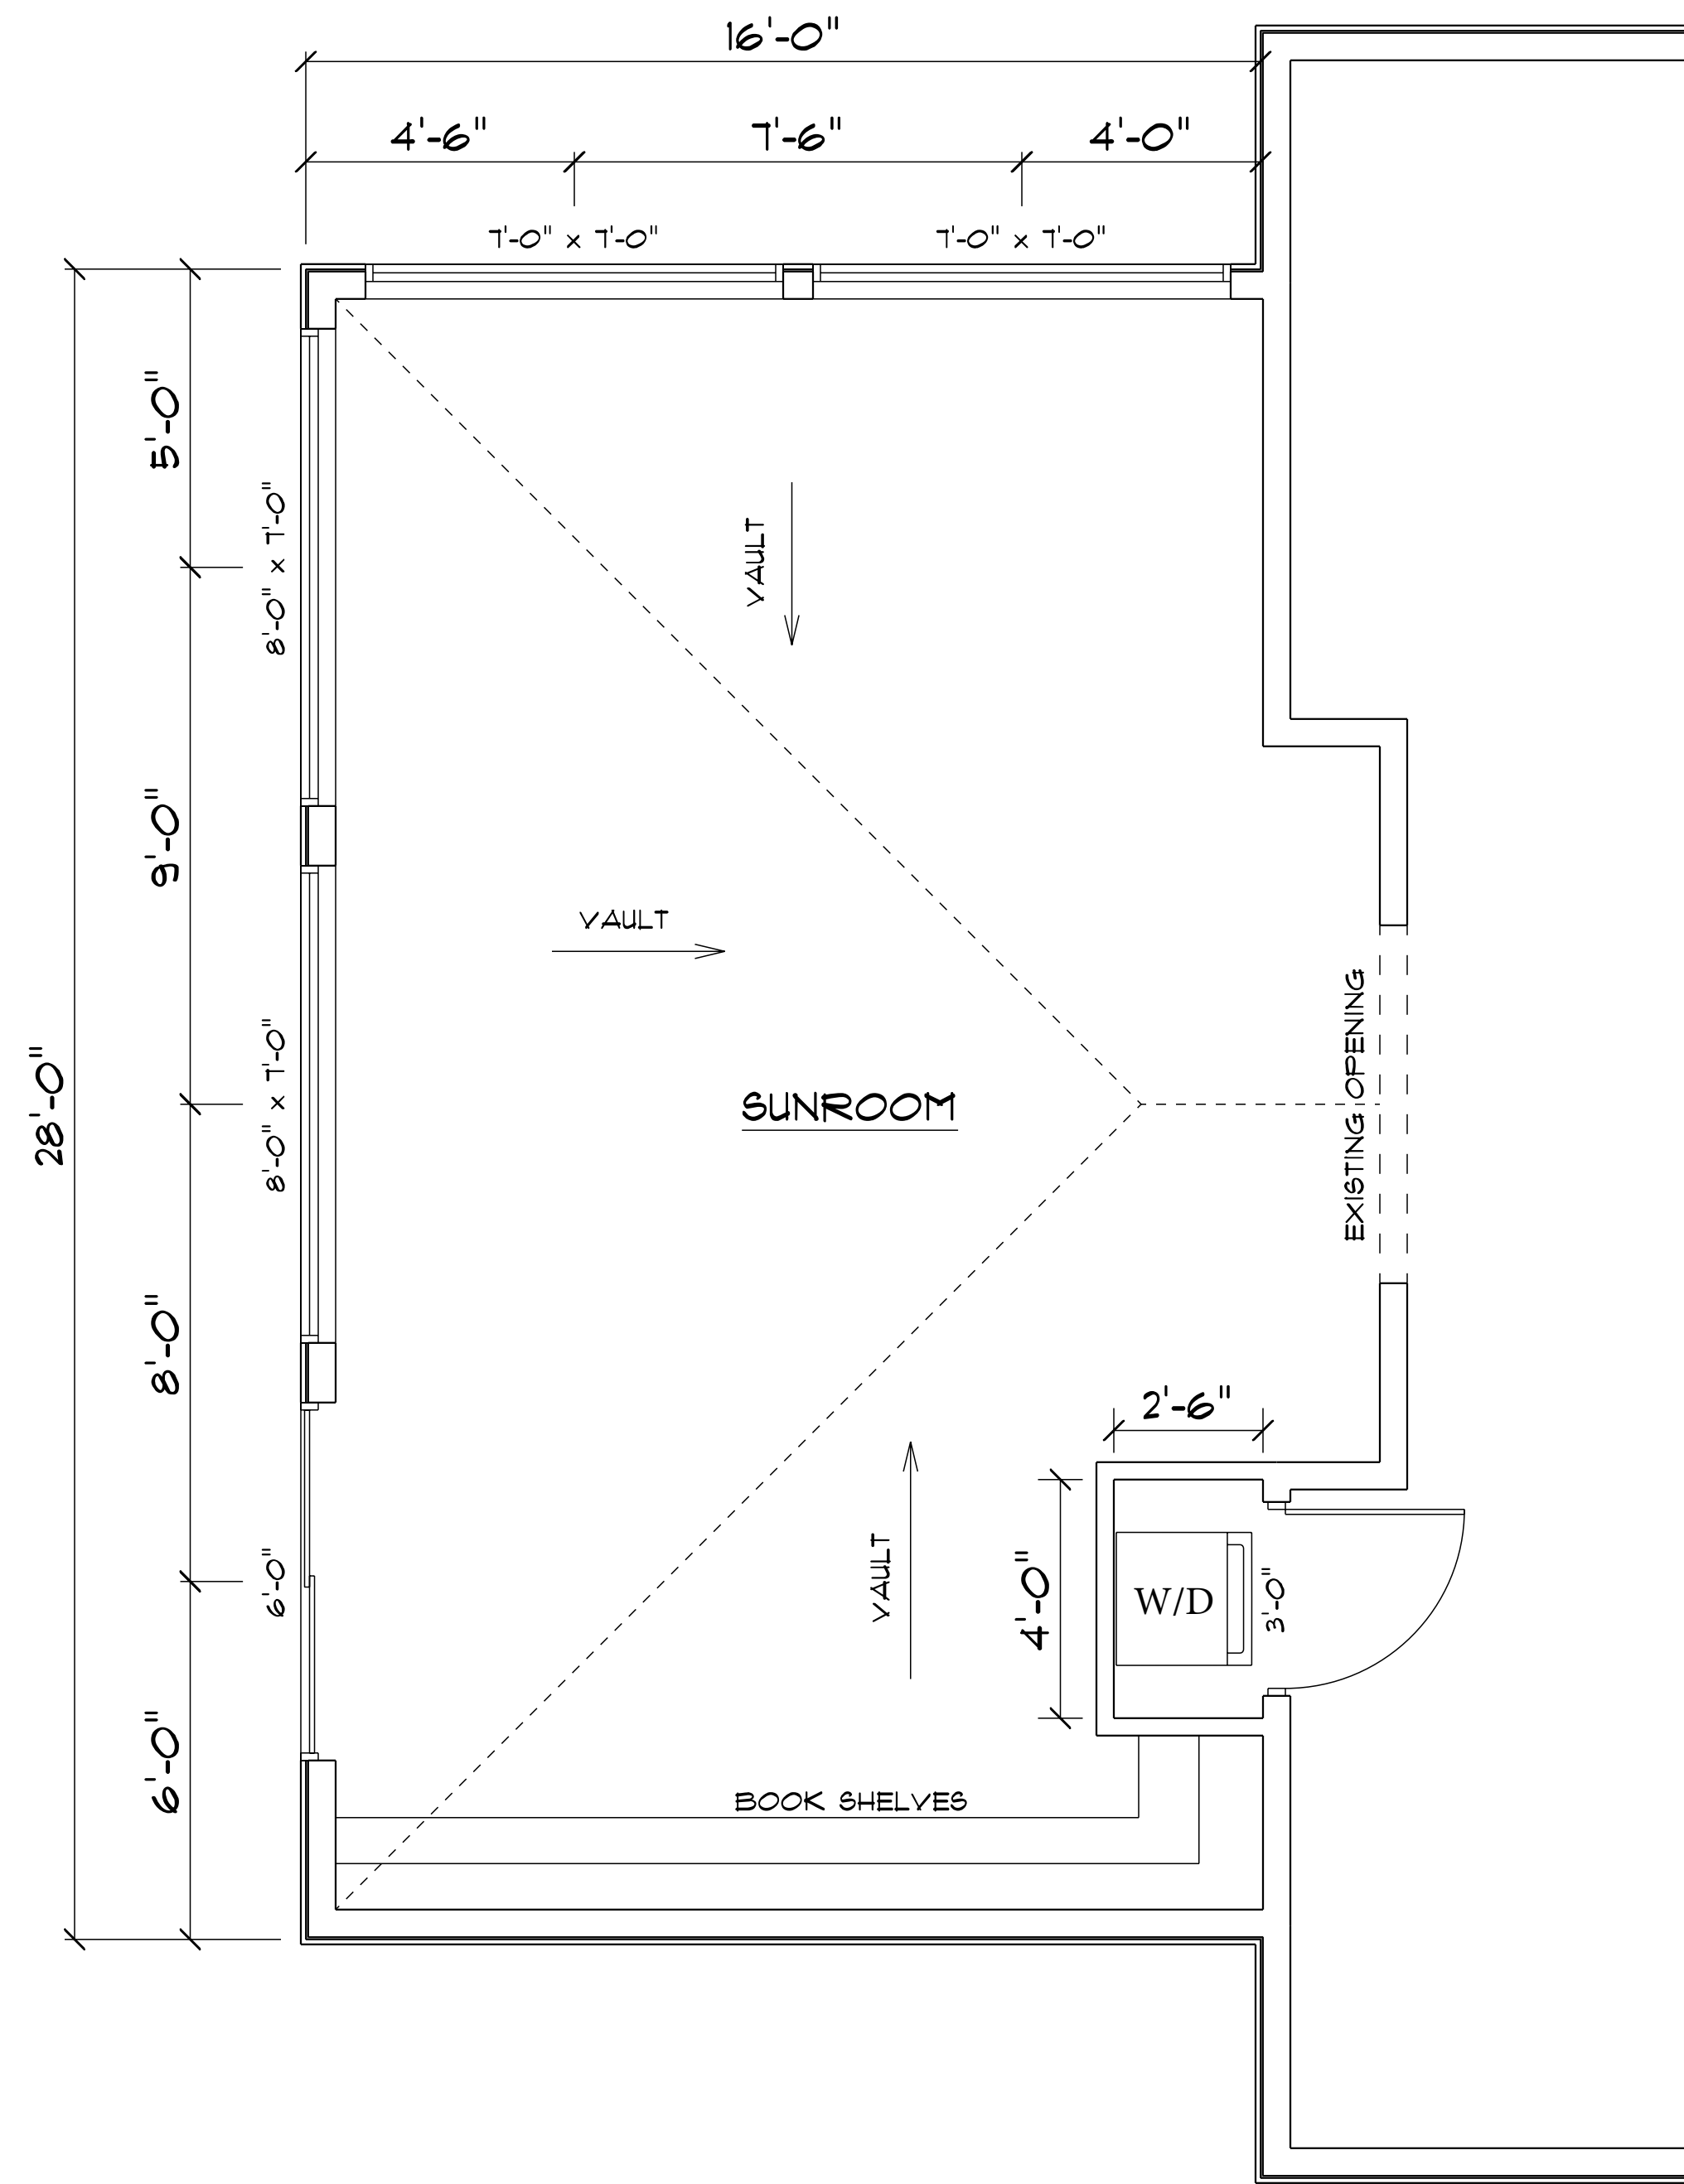 16'-0"
4'-6"
7'-6"
4'-0"
7'-0" x 7'-0"
7'-0" x 7'-0"
5'-0"
8'-0" x 7'-0"
VAULT
9'-0"
VAULT
28'-0"
8'-0" x 7'-0"
SUNROOM
EXISTING OPENING
8'-0"
2'-6"
6'-0"
VAULT
4'-0"
W/D
3'-0"
6'-0"
BOOK SHELVES